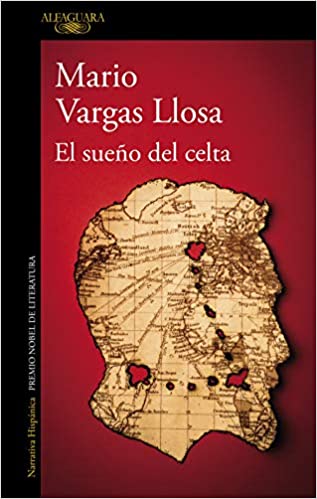 ALFAGUARA
Mario
Vargas Llosa
El sueño del celta
Narrativa Hispánica
PREMIO NOBEL DE LITERATURA